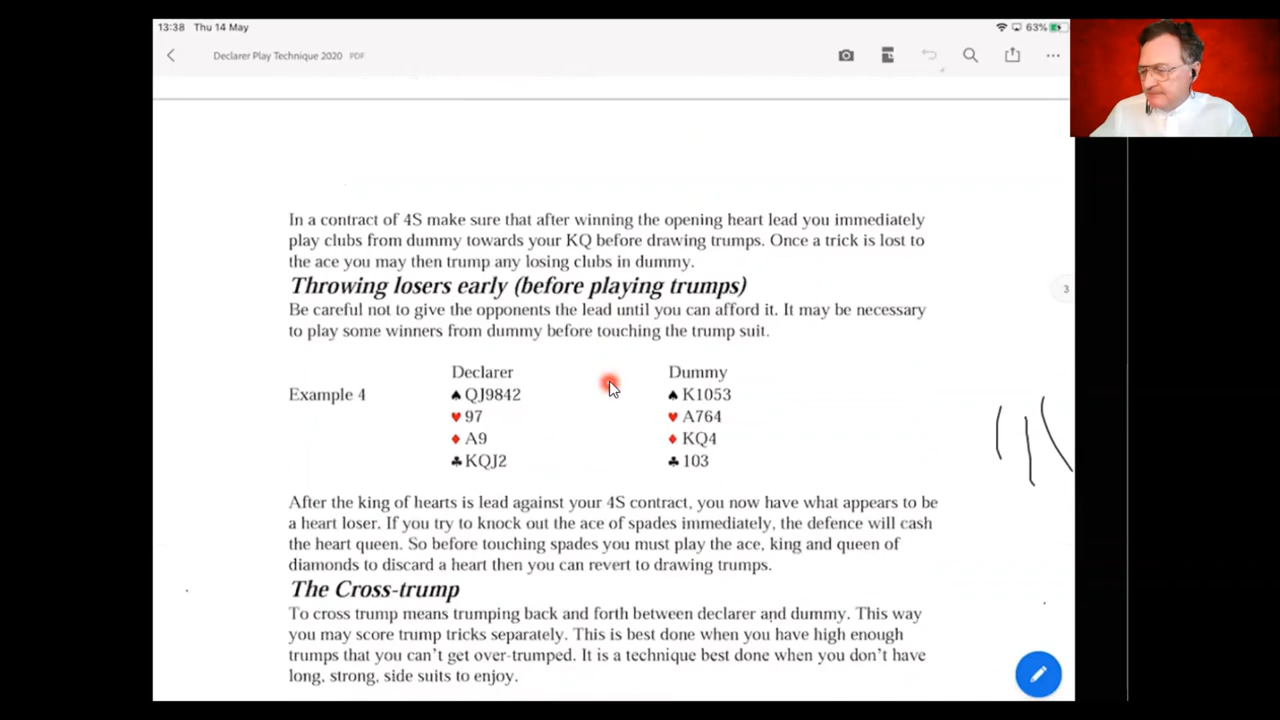 13:38 Thu 14 May
63%
Declarer Play Technique 2020 PDF
In a contract of 4S make sure that after winning the opening heart lead you immediately
play clubs from dummy towards your KQ before drawing trumps. Once a trick is lost to
the ace you may then trump any losing clubs in dummy.
Throwing losers early (before playing trumps)
3
Be careful not to give the opponents the lead until you can afford it. It may be necessary
to play some winners from dummy before touching the trump suit.
Declarer Dummy
Example 4 ♠ QJ9842 ♠ K1053
♥ 97 ♥ A764
♦ A9 ♦ KQ4
♣ KQJ2 ♣ 103
After the king of hearts is lead against your 4S contract, you now have what appears to be
a heart loser. If you try to knock out the ace of spades immediately, the defence will cash
the heart queen. So before touching spades you must play the ace, king and queen of
diamonds to discard a heart then you can revert to drawing trumps.
The Cross-trump
To cross trump means trumping back and forth between declarer and dummy. This way
you may score trump tricks separately. This is best done when you have high enough
trumps that you can't get over-trumped. It is a technique best done when you don't have
long, strong, side suits to enjoy.